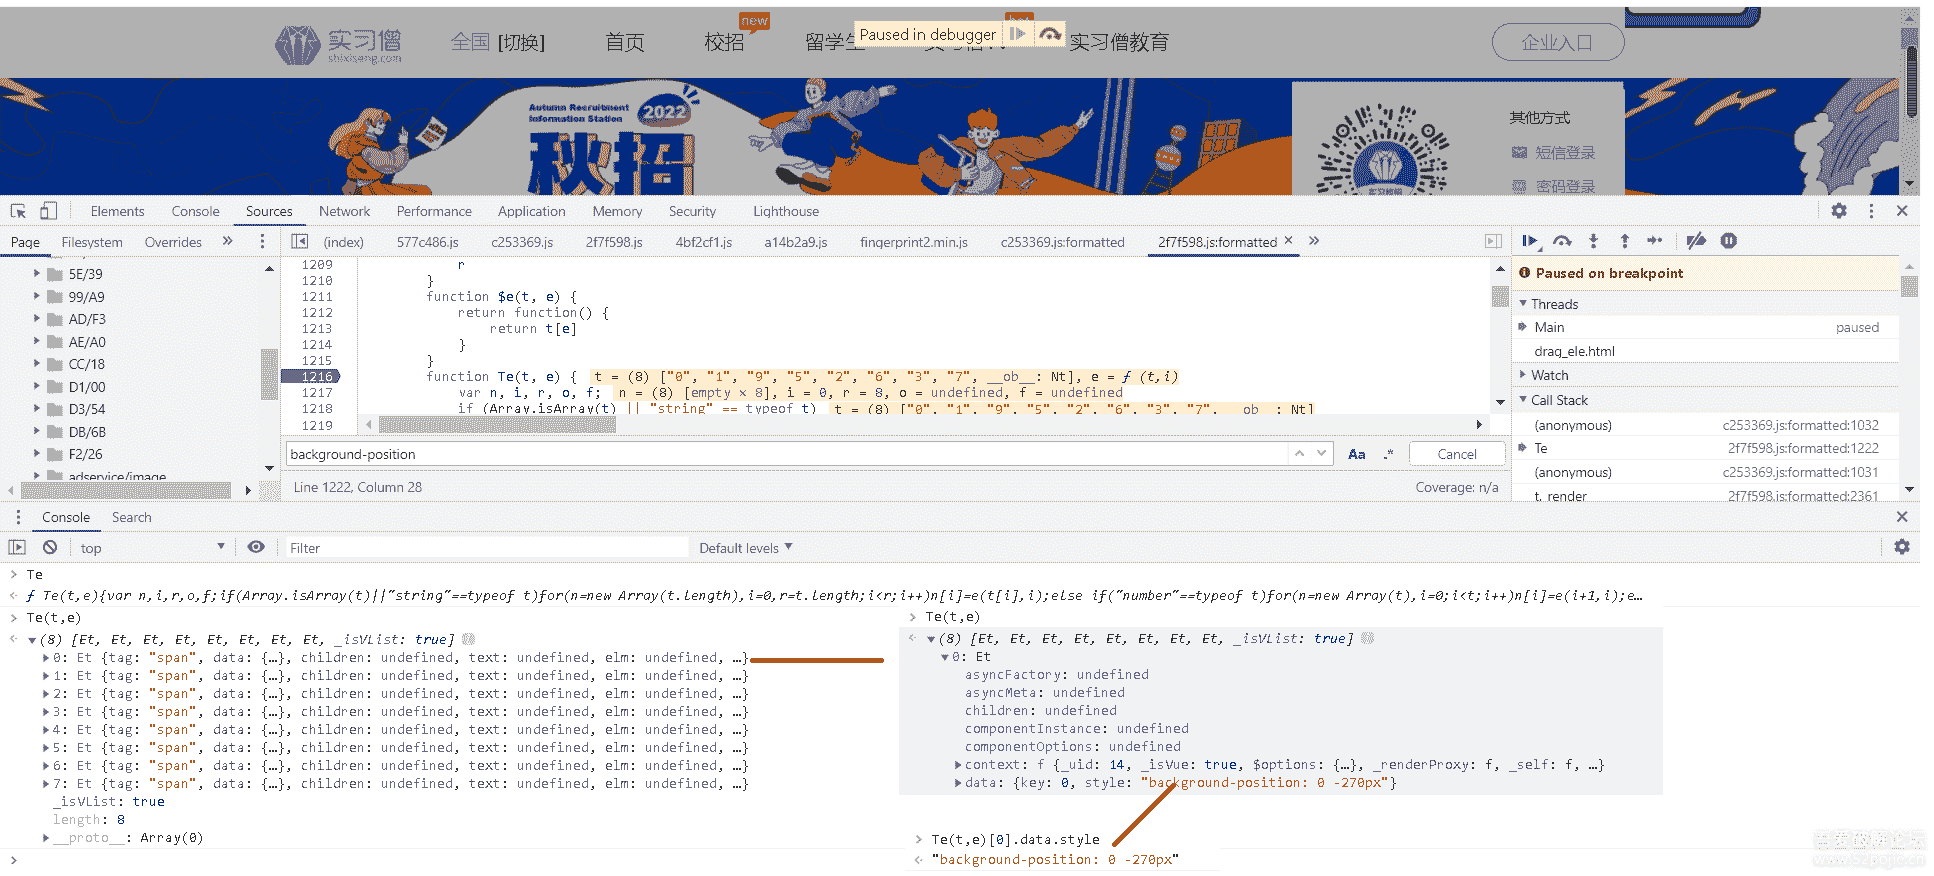 new
hot
实习僧
shixiseng.com
全国 [切换]
首页
校招
留学生
Paused in debugger
实习僧教育
企业入口
Autumn Recruitment
Information Station
2022
秋招
其他方式
短信登录
密码登录
Elements Console Sources Network Performance Application Memory Security Lighthouse
Page Filesystem Overrides »
(index) 577c486.js c253369.js 2f7f598.js 4bf2cf1.js a14b2a9.js fingerprint2.min.js c253369.js:formatted 2f7f598.js:formatted × »
5E/39
99/A9
AD/F3
AE/A0
CC/18
D1/00
D3/54
DB/6B
F2/26
adservice/image
1209 r
1210 }
1211 function $e(t, e) {
1212 return function() {
1213 return t[e]
1214 }
1215 }
1216 function Te(t, e) { t = (8) ["0", "1", "9", "5", "2", "6", "3", "7", __ob__: Nt], e = ƒ (t,i)
1217 var n, i, r, o, f; n = (8) [empty × 8], i = 0, r = 8, o = undefined, f = undefined
1218 if (Array.isArray(t) || "string" == typeof t) t = (8) ["0", "1", "9", "5", "2", "6", "3", "7", __ob__: Nt]
1219
background-position
Aa .* Cancel
Line 1222, Column 28
Coverage: n/a
Paused on breakpoint
Threads
Main paused
drag_ele.html
Watch
Call Stack
(anonymous) c253369.js:formatted:1032
Te 2f7f598.js:formatted:1222
(anonymous) c253369.js:formatted:1031
t._render 2f7f598.js:formatted:2361
Console Search
top Filter Default levels
> Te
ƒ Te(t,e){var n,i,r,o,f;if(Array.isArray(t)||"string"==typeof t)for(n=new Array(t.length),i=0,r=t.length;i<r;i++)n[i]=e(t[i],i);else if("number"==typeof t)for(n=new Array(t),i=0;i<t;i++)n[i]=e(i+1,i);e…
> Te(t,e)
(8) [Et, Et, Et, Et, Et, Et, Et, Et, _isVList: true]
0: Et {tag: "span", data: {…}, children: undefined, text: undefined, elm: undefined, …}
1: Et {tag: "span", data: {…}, children: undefined, text: undefined, elm: undefined, …}
2: Et {tag: "span", data: {…}, children: undefined, text: undefined, elm: undefined, …}
3: Et {tag: "span", data: {…}, children: undefined, text: undefined, elm: undefined, …}
4: Et {tag: "span", data: {…}, children: undefined, text: undefined, elm: undefined, …}
5: Et {tag: "span", data: {…}, children: undefined, text: undefined, elm: undefined, …}
6: Et {tag: "span", data: {…}, children: undefined, text: undefined, elm: undefined, …}
7: Et {tag: "span", data: {…}, children: undefined, text: undefined, elm: undefined, …}
_isVList: true
length: 8
__proto__: Array(0)
>
> Te(t,e)
(8) [Et, Et, Et, Et, Et, Et, Et, Et, _isVList: true]
0: Et
asyncFactory: undefined
asyncMeta: undefined
children: undefined
componentInstance: undefined
componentOptions: undefined
context: f {_uid: 14, _isVue: true, $options: {…}, _renderProxy: f, _self: f, …}
data: {key: 0, style: "background-position: 0 -270px"}
> Te(t,e)[0].data.style
"background-position: 0 -270px"
吾爱破解论坛
www.52pojie.cn